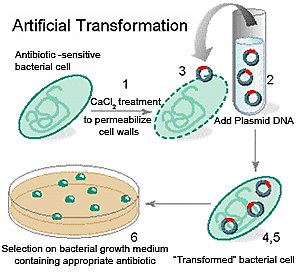 Artificial Transformation
Antibiotic -sensitive
bacterial cell
1
CaCl₂ treatment
to permeabilize
cell walls
3
2
Add Plasmid DNA
4,5
"Transformed" bacterial cell
6
Selection on bacterial growth medium
containing appropriate antibiotic